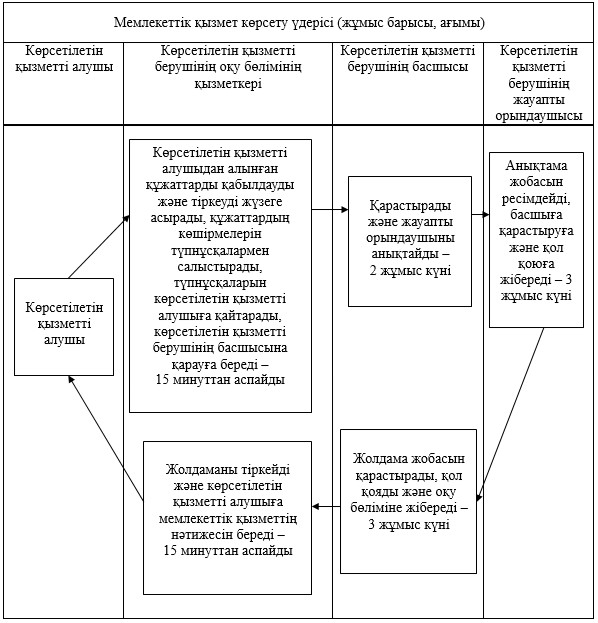 Мемлекеттік қызмет көрсету үдерісі (жұмыс барысы, ағымы)
Көрсетілетін
қызметті алушы
Көрсетілетін қызметті
берушінің оқу бөлімінің
қызметкері
Көрсетілетін қызметті
берушінің басшысы
Көрсетілетін
қызметті
берушінің
жауапты
орындаушысы
Көрсетілетін
қызметті
алушы
Көрсетілетін қызметті
алушыдан алынған
құжаттарды қабылдауды
және тіркеуді жүзеге
асырады, құжаттардың
көшірмелерін
түпнұсқалармен
салыстырады,
түпнұсқаларын
көрсетілетін қызметті
алушыға қайтарады,
көрсетілетін қызметті
берушінің басшысына
қарауға береді –
15 минуттан аспайды
Қарастырады
және жауапты
орындаушыны
анықтайды –
2 жұмыс күні
Анықтама
жобасын
ресімдейді,
басшыға
қарастыруға
және қол
қоюға
жібереді – 3
жұмыс күні
Жолдама жобасын
қарастырады, қол
қояды және оқу
бөліміне жібереді –
3 жұмыс күні
Жолдаманы тіркейді
және көрсетілетін
қызметті алушыға
мемлекеттік қызметтің
нәтижесін береді –
15 минуттан аспайды